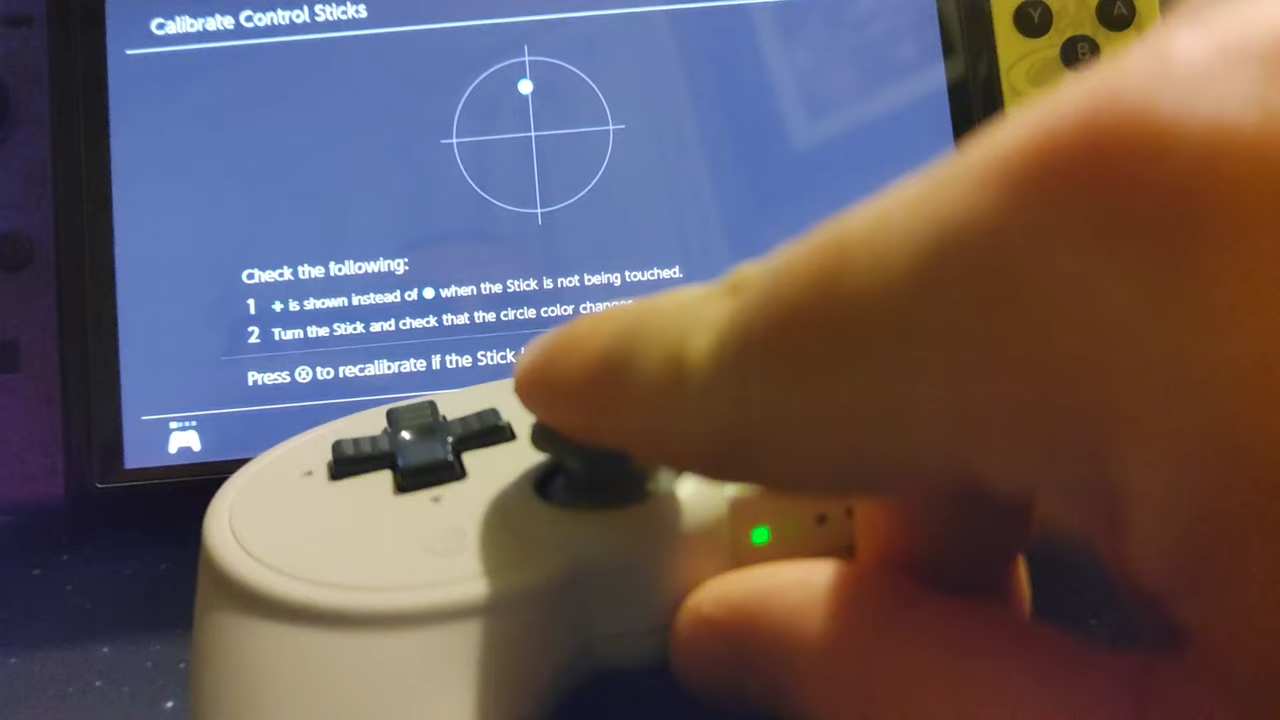 Calibrate Control Sticks
Y A
B
Check the following:
1 + is shown instead of ● when the Stick is not being touched.
2 Turn the Stick and check that the circle color
Press Ⓧ to recalibrate if the Stick